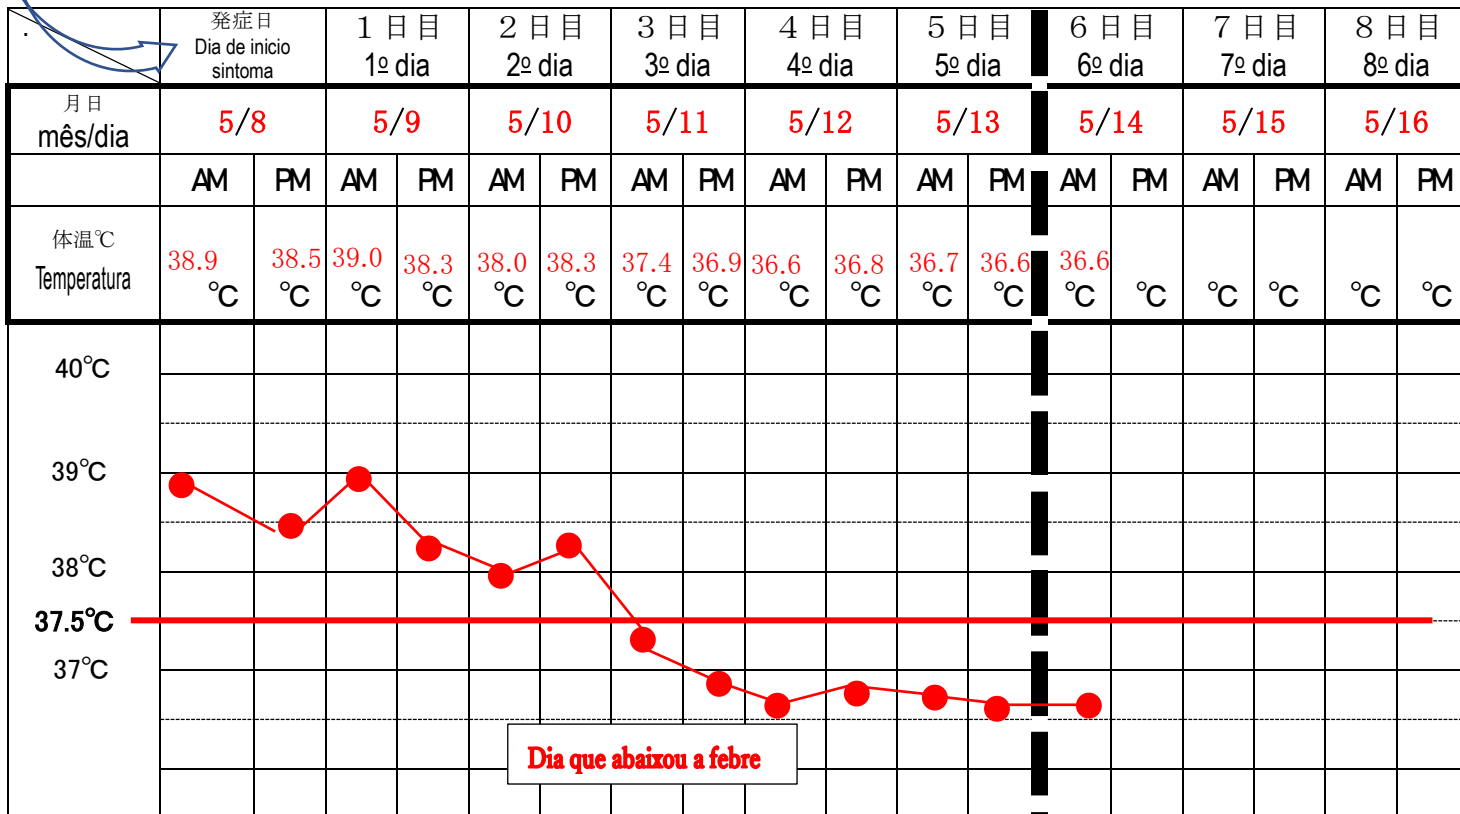 発症日 １日目 ２日目 ３日目 ４日目 ５日目 ６日目 ７日目 ８日目
Dia de inicio sintoma 1º dia 2º dia 3º dia 4º dia 5º dia 6º dia 7º dia 8º dia
月日 mês/dia 5/8 5/9 5/10 5/11 5/12 5/13 5/14 5/15 5/16
AM PM AM PM AM PM AM PM AM PM AM PM AM PM AM PM AM PM
体温℃
38.9 38.5 39.0 38.3 38.0 38.3 37.4 36.9 36.6 36.8 36.7 36.6 36.6
Temperatura ℃ ℃ ℃ ℃ ℃ ℃ ℃ ℃ ℃ ℃ ℃ ℃ ℃ ℃ ℃ ℃ ℃ ℃
40℃
39℃
38℃
37.5℃
37℃
Dia que abaixou a febre